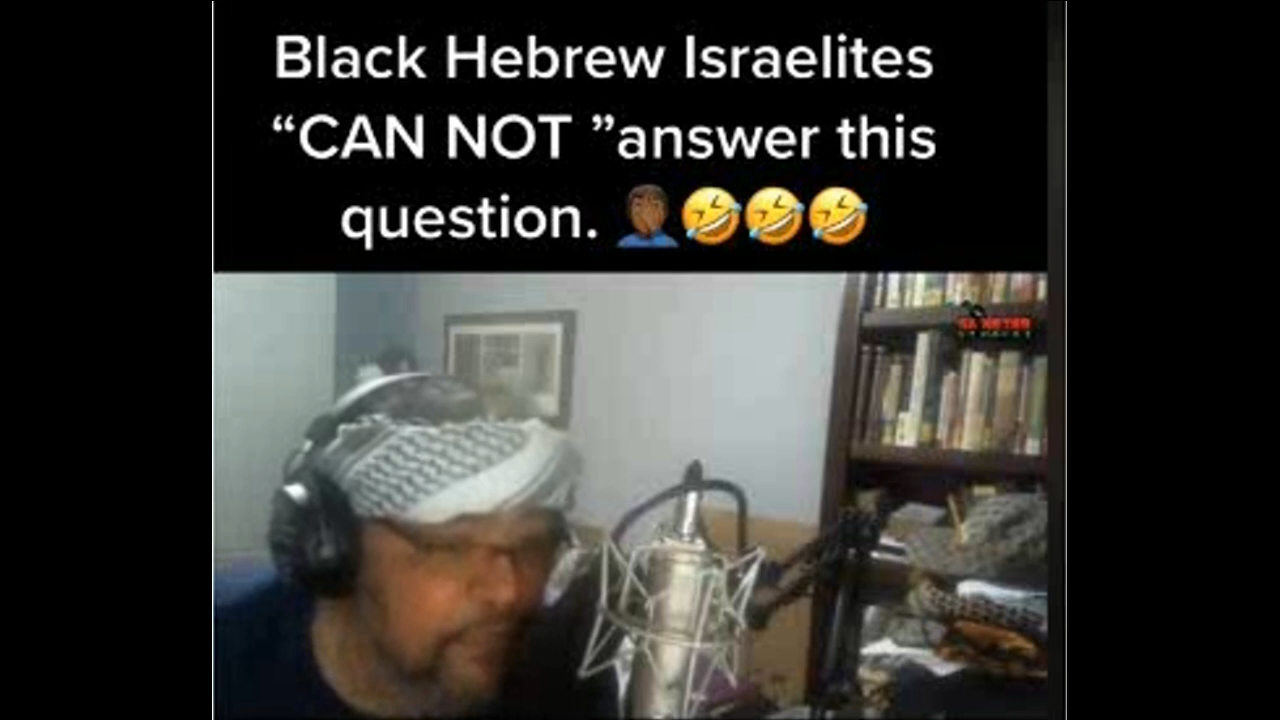 Black Hebrew Israelites
“CAN NOT ”answer this
question. 🤦🏾‍♂️🤣🤣🤣